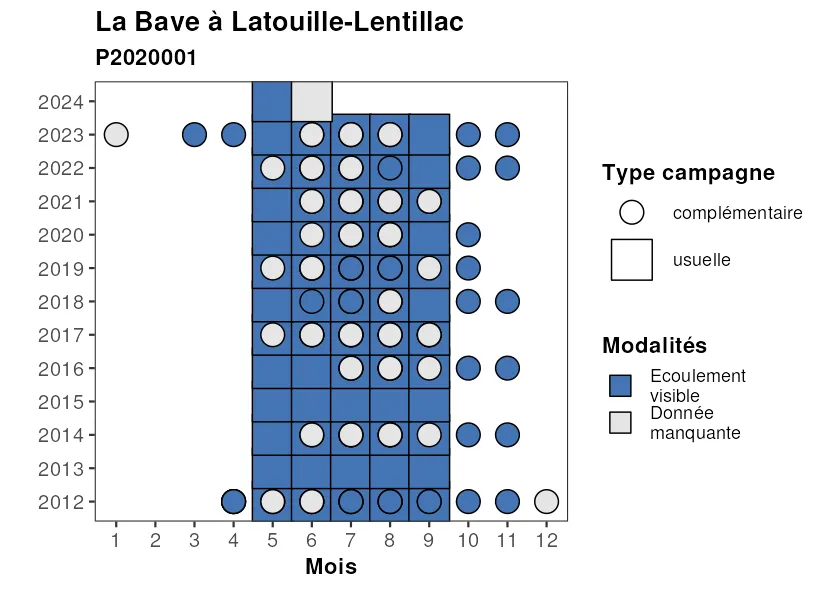 La Bave à Latouille-Lentillac
P2020001
2024
2023
2022
2021
2020
2019
2018
2017
2016
2015
2014
2013
2012
1 2 3 4 5 6 7 8 9 10 11 12
Mois
Type campagne
complémentaire
usuelle
Modalités
Ecoulement
visible
Donnée
manquante